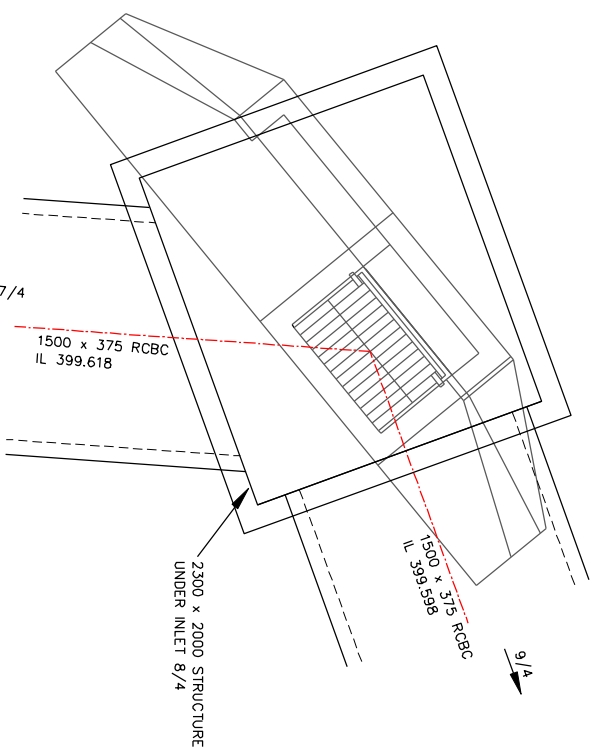 7/4
1500 x 375 RCBC
IL 399.618
1500 x 375 RCBC
IL 399.598
2300 x 2000 STRUCTURE
UNDER INLET 8/4
9/4